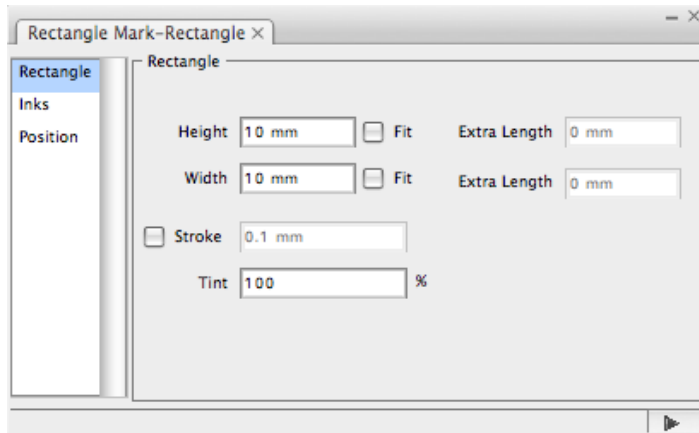 Rectangle Mark-Rectangle
Rectangle
Inks
Position
Rectangle
Height 10 mm Fit Extra Length 0 mm
Width 10 mm Fit Extra Length 0 mm
Stroke 0.1 mm
Tint 100 %